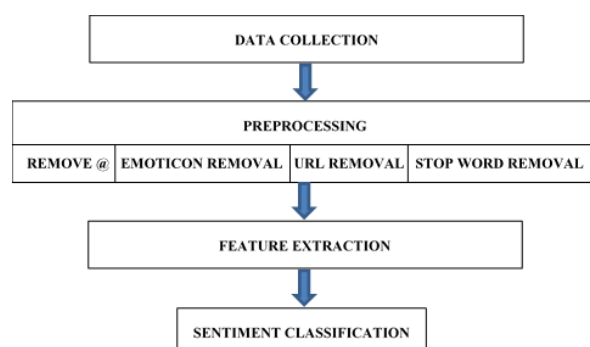 DATA COLLECTION
PREPROCESSING
REMOVE @ EMOTICON REMOVAL URL REMOVAL STOP WORD REMOVAL
FEATURE EXTRACTION
SENTIMENT CLASSIFICATION